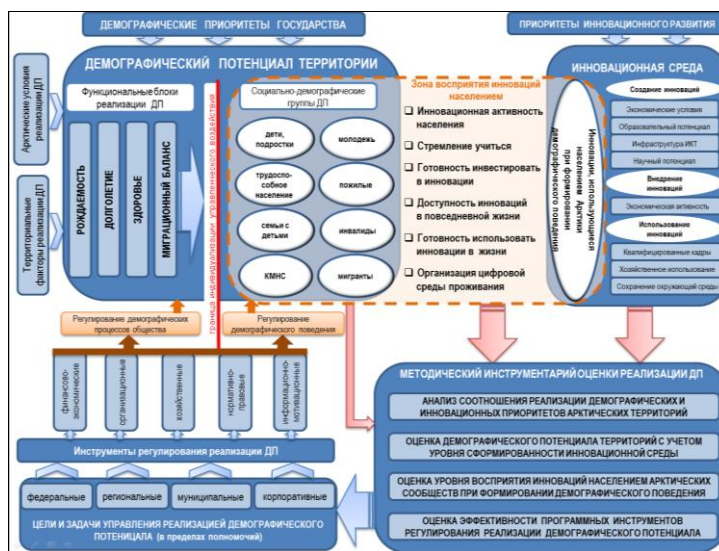 ДЕМОГРАФИЧЕСКИЕ ПРИОРИТЕТЫ ГОСУДАРСТВА
ПРИОРИТЕТЫ ИННОВАЦИОННОГО РАЗВИТИЯ
Арктические условия
реализации ДП
Территориальные
факторы реализации ДП
ДЕМОГРАФИЧЕСКИЙ ПОТЕНЦИАЛ ТЕРРИТОРИИ
Функциональные блоки
реализации ДП
РОЖДАЕМОСТЬ
ДОЛГОЛЕТИЕ
ЗДОРОВЬЕ
МИГРАЦИОННЫЙ БАЛАНС
граница индивидуализации управленческого воздействия
Социально-демографические
группы ДП
дети,
подростки
молодежь
трудоспо-
собное
население
пожилые
семьи с
детьми
инвалиды
КМНС
мигранты
Зона восприятия инноваций
населением
Инновационная активность
населения
Стремление учиться
Готовность инвестировать
в инновации
Доступность инноваций
в повседневной жизни
Готовность использовать
инновации в жизни
Организация цифровой
среды проживания
Инновации, использующиеся
населением Арктики
при формировании
демографического поведения
ИННОВАЦИОННАЯ СРЕДА
Создание инноваций
Экономические условия
Образовательный потенциал
Инфраструктура ИКТ
Научный потенциал
Внедрение
инноваций
Экономическая активность
Использование
инноваций
Квалифицированные кадры
Хозяйственное использование
Сохранение окружающей среды
Регулирование демографических
процессов общества
Регулирование
демографического поведения
финансово-
экономические
организационные
хозяйственные
нормативно-
правовые
информационно-
мотивационные
Инструменты регулирования реализации ДП
федеральные
региональные
муниципальные
корпоративные
ЦЕЛИ И ЗАДАЧИ УПРАВЛЕНИЯ РЕАЛИЗАЦИЕЙ ДЕМОГРАФИЧЕСКОГО
ПОТЕНИЦАЛА (в пределах полномочий)
МЕТОДИЧЕСКИЙ ИНСТРУМЕНТАРИЙ ОЦЕНКИ РЕАЛИЗАЦИИ ДП
АНАЛИЗ СООТНОШЕНИЯ РЕАЛИЗАЦИИ ДЕМОГРАФИЧЕСКИХ И
ИННОВАЦИОННЫХ ПРИОРИТЕТОВ АРКТИЧЕСКИХ ТЕРРИТОРИЙ
ОЦЕНКА ДЕМОГРАФИЧЕСКОГО ПОТЕНЦИАЛА ТЕРРИТОРИЙ С УЧЕТОМ
УРОВНЯ СФОРМИРОВАННОСТИ ИННОВАЦИОННОЙ СРЕДЫ
ОЦЕНКА УРОВНЯ ВОСПРИЯТИЯ ИННОВАЦИЙ НАСЕЛЕНИЕМ АРКТИЧЕСКИХ
СООБЩЕСТВ ПРИ ФОРМИРОВАНИИ ДЕМОГРАФИЧЕСКОГО ПОВЕДЕНИЯ
ОЦЕНКА ЭФФЕКТИВНОСТИ ПРОГРАММНЫХ ИНСТРУМЕНТОВ
РЕГУЛИРОВАНИЯ РЕАЛИЗАЦИИ ДЕМОГРАФИЧЕСКОГО ПОТЕНЦИАЛА